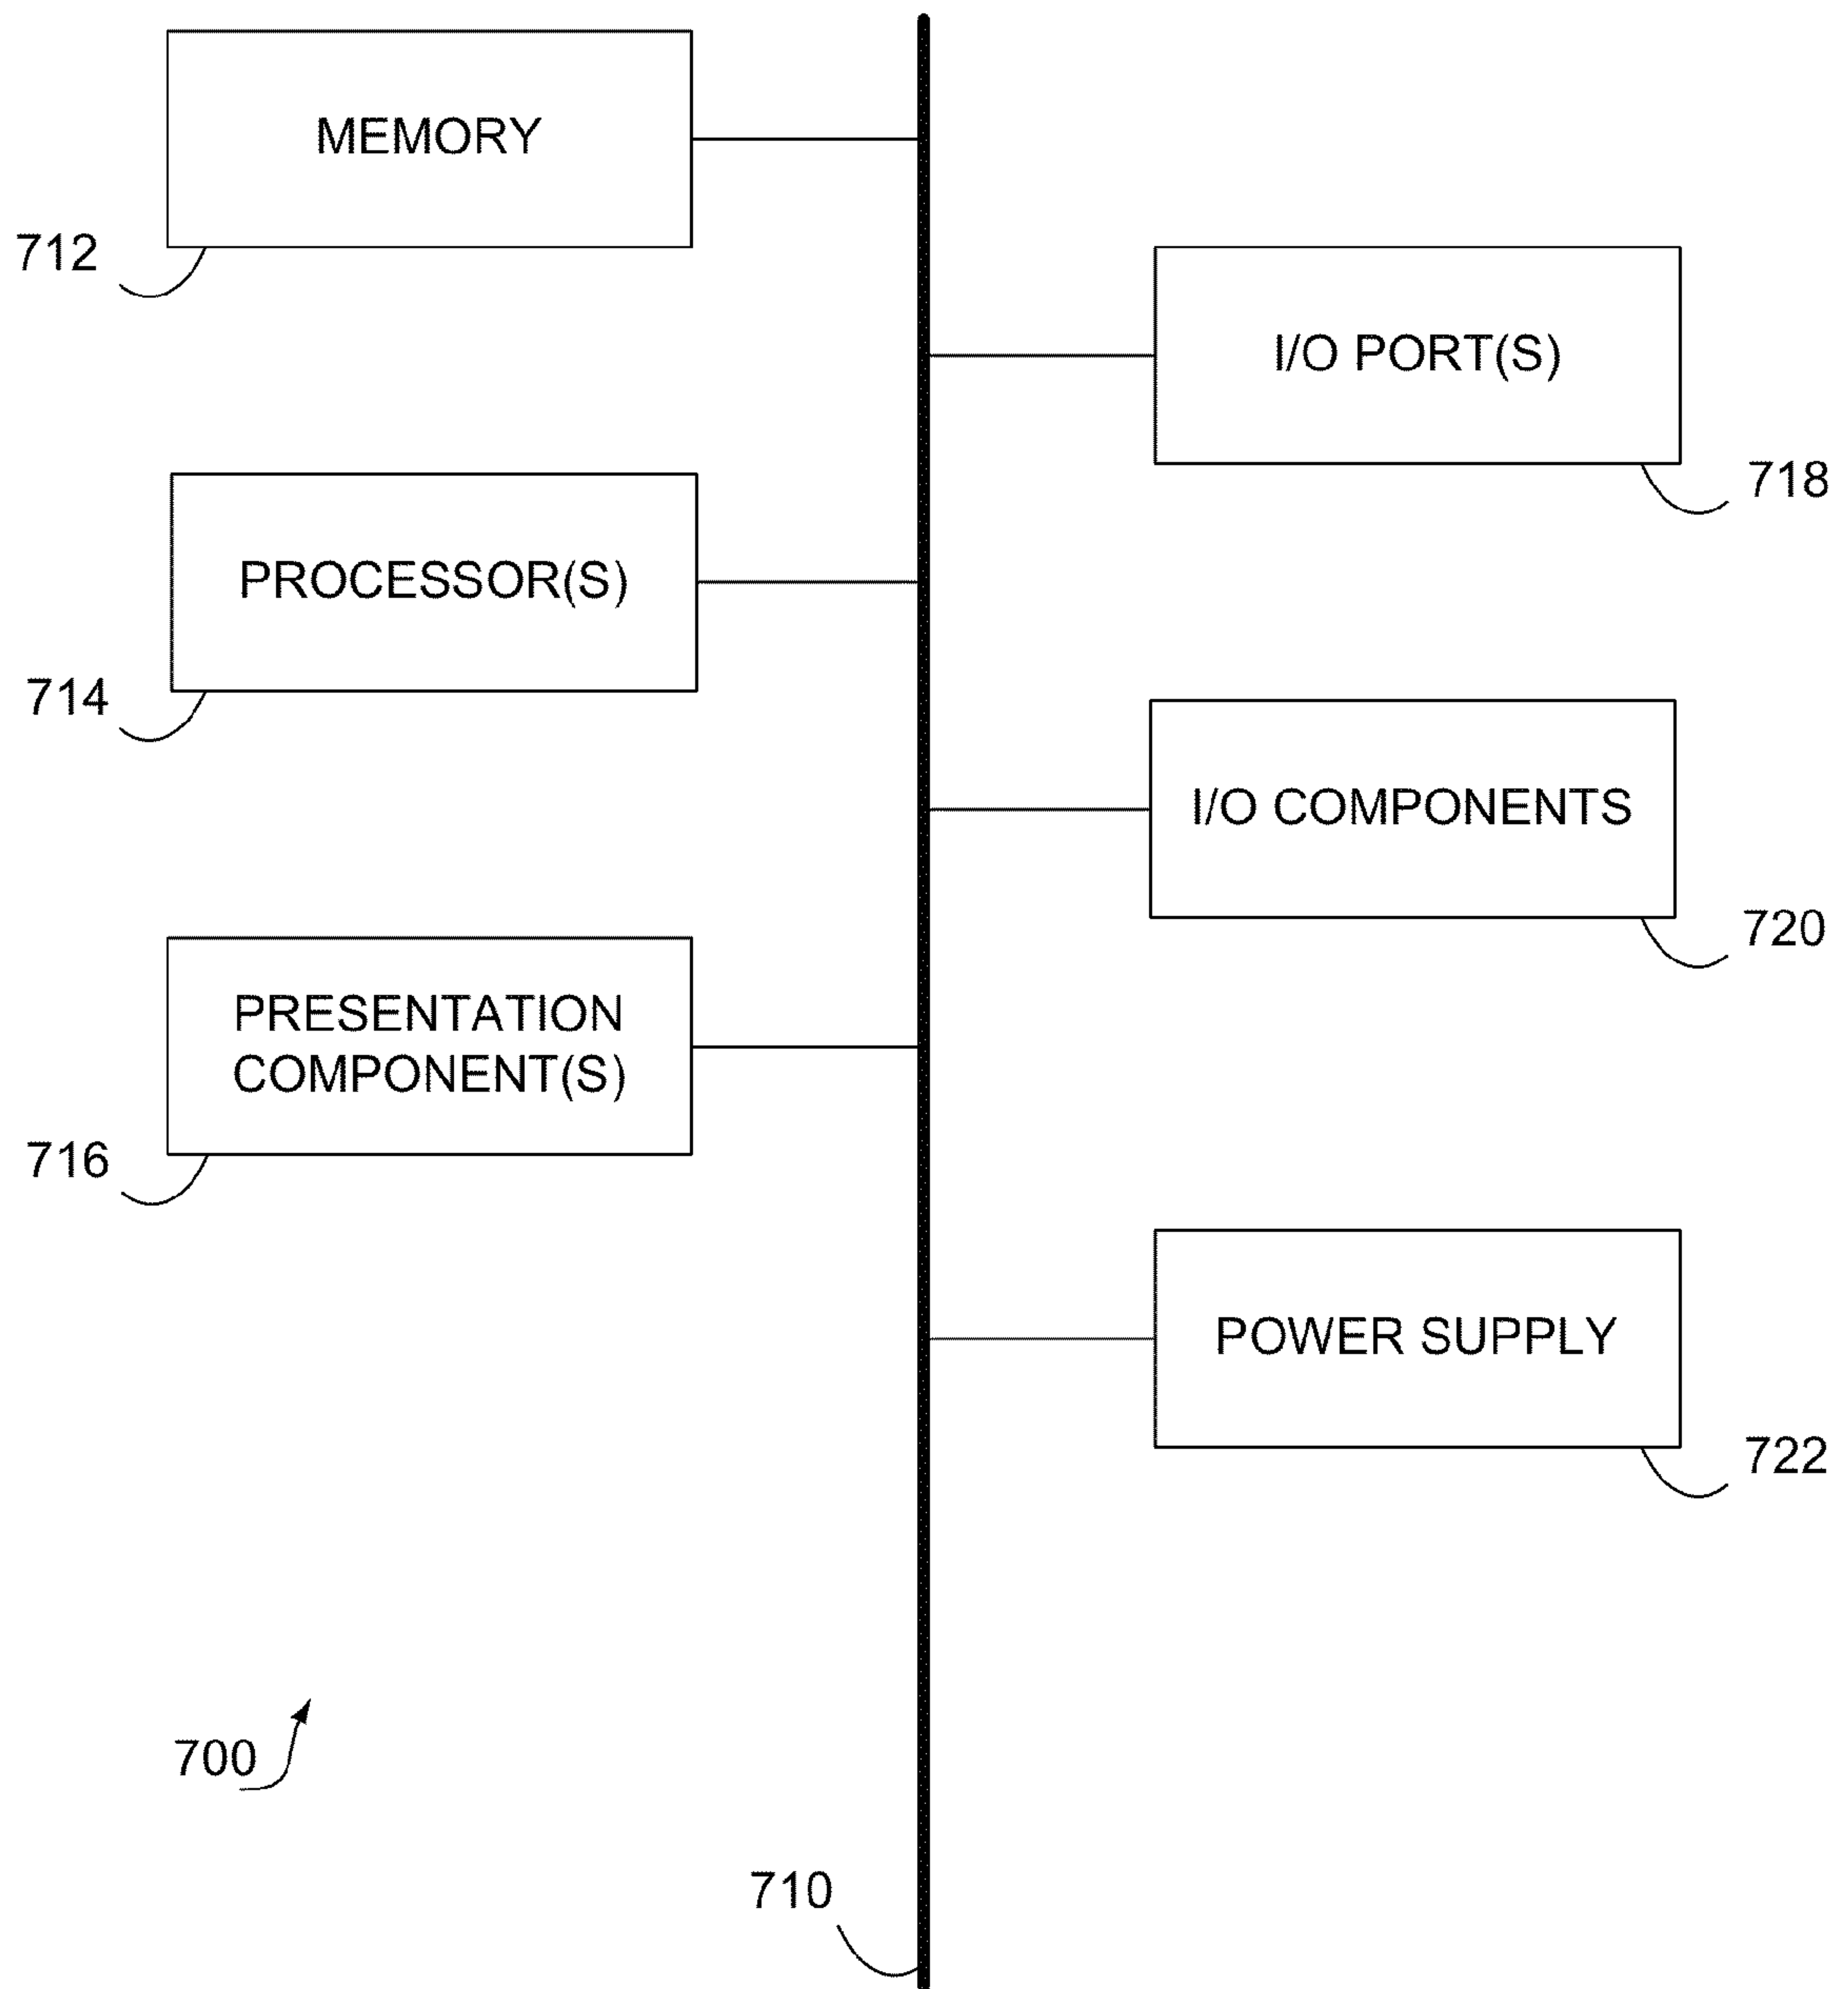 MEMORY
712
I/O PORT(S)
718
PROCESSOR(S)
714
I/O COMPONENTS
720
PRESENTATION
COMPONENT(S)
716
POWER SUPPLY
722
700
710